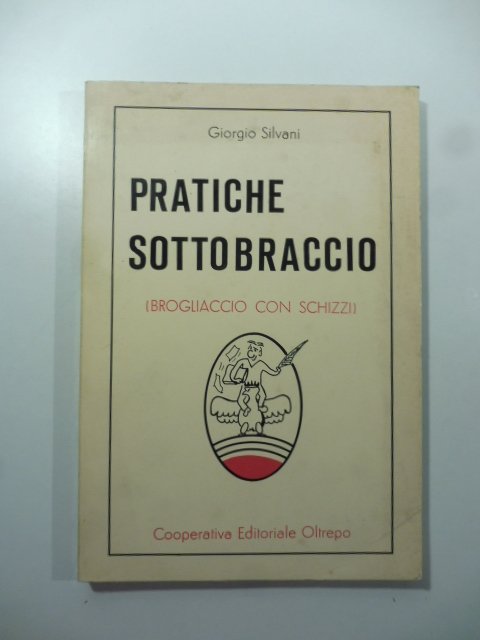 Giorgio Silvani
PRATICHE
SOTTOBRACCIO
(BROGLIACCIO CON SCHIZZI)
Cooperativa Editoriale Oltrepo